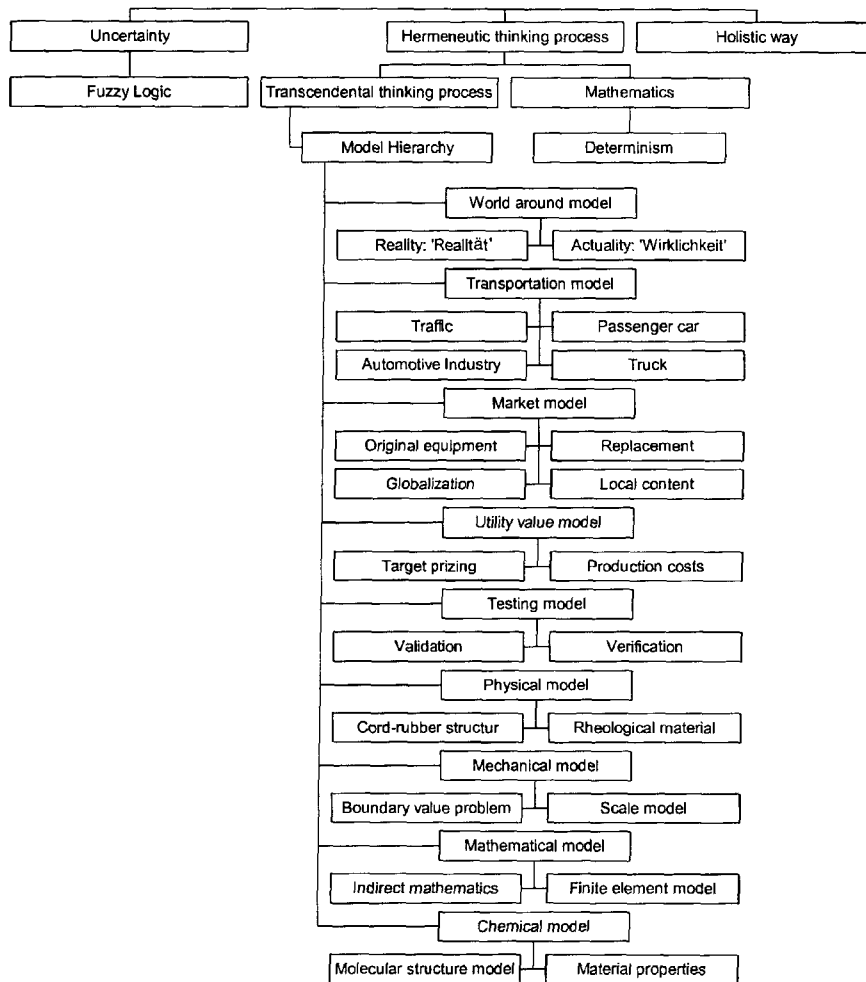 Uncertainty
Hermeneutic thinking process
Holistic way
Fuzzy Logic
Transcendental thinking process
Mathematics
Model Hierarchy
Determinism
World around model
Reality: 'Realität'
Actuality: 'Wirklichkeit'
Transportation model
Traffic
Passenger car
Automotive Industry
Truck
Market model
Original equipment
Replacement
Globalization
Local content
Utility value model
Target prizing
Production costs
Testing model
Validation
Verification
Physical model
Cord-rubber structur
Rheological material
Mechanical model
Boundary value problem
Scale model
Mathematical model
Indirect mathematics
Finite element model
Chemical model
Molecular structure model
Material properties